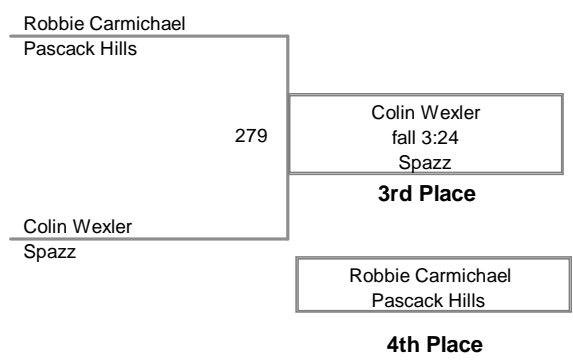 Robbie Carmichael
Pascack Hills
279
Colin Wexler
fall 3:24
Spazz
3rd Place
Colin Wexler
Spazz
Robbie Carmichael
Pascack Hills
4th Place